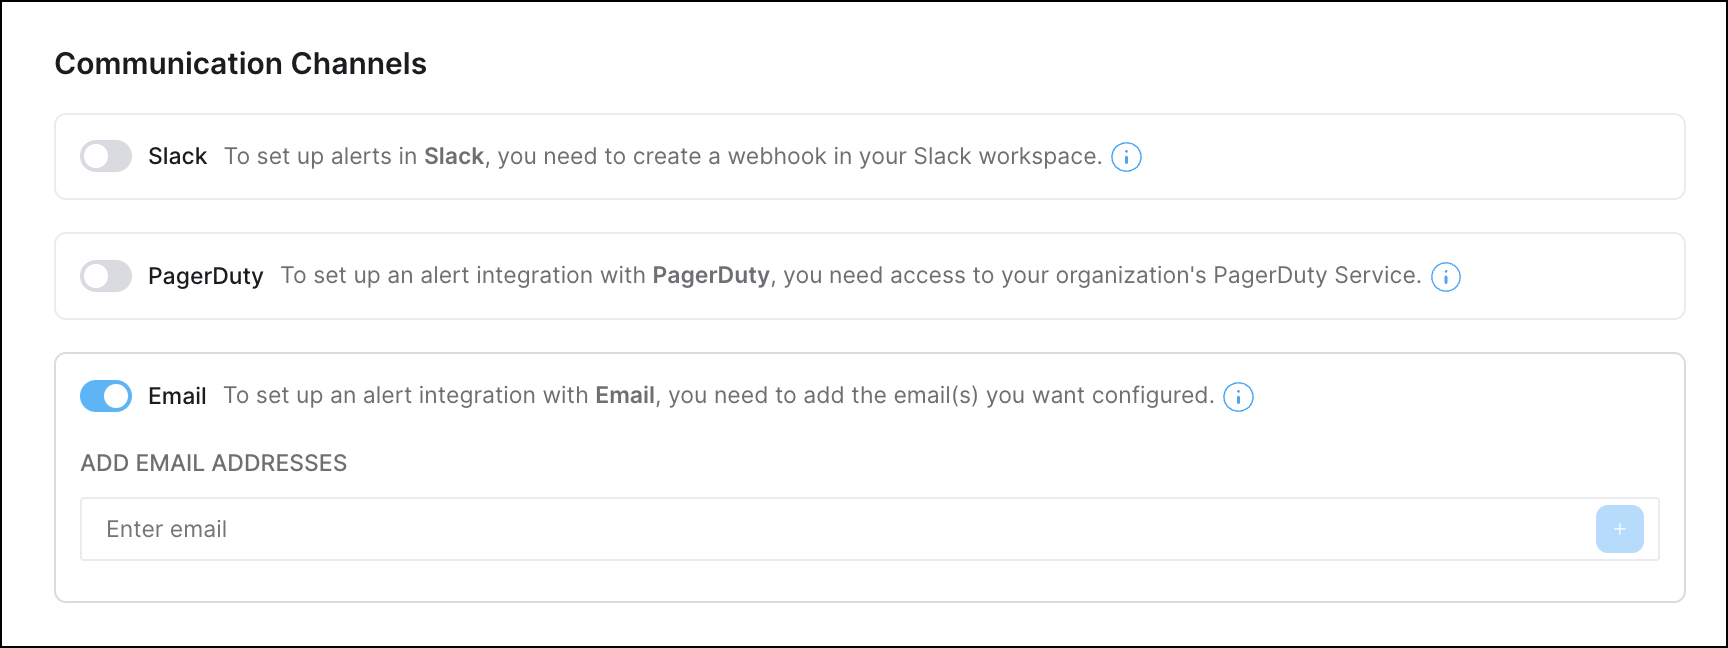 Communication Channels
Slack To set up alerts in Slack, you need to create a webhook in your Slack workspace.
PagerDuty To set up an alert integration with PagerDuty, you need access to your organization's PagerDuty Service.
Email To set up an alert integration with Email, you need to add the email(s) you want configured.
ADD EMAIL ADDRESSES
Enter email
+